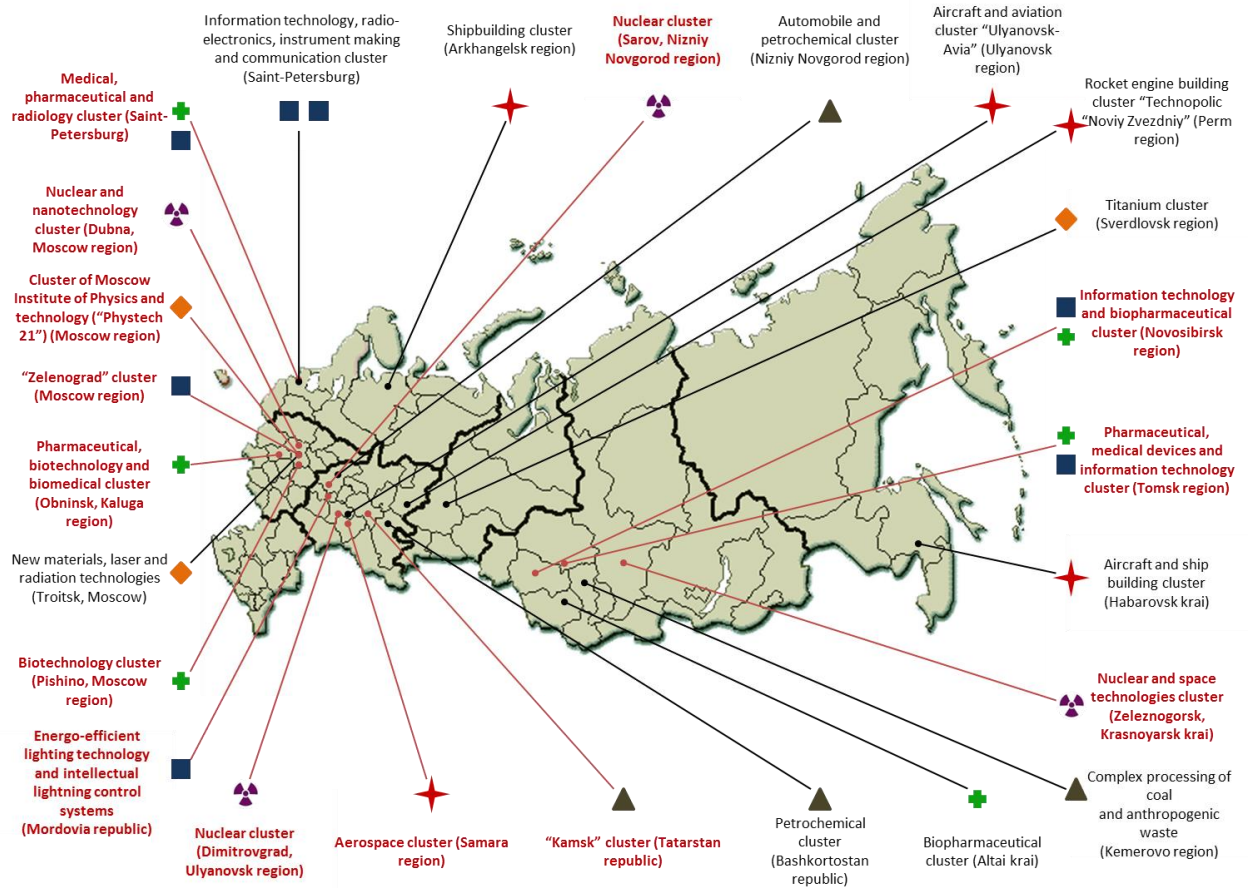 Information technology, radio-
electronics, instrument making
and communication cluster
(Saint-Petersburg)
Shipbuilding cluster
(Arkhangelsk region)
Nuclear cluster
(Sarov, Nizniy
Novgorod region)
Automobile and
petrochemical cluster
(Nizniy Novgorod region)
Aircraft and aviation
cluster “Ulyanovsk-
Avia” (Ulyanovsk
region)
Rocket engine building
cluster “Technopolic
“Noviy Zvezdniy” (Perm
region)
Medical,
pharmaceutical and
radiology cluster (Saint-
Petersburg)
Nuclear and
nanotechnology
cluster (Dubna,
Moscow region)
Cluster of Moscow
Institute of Physics and
technology (“Phystech
21”) (Moscow region)
“Zelenograd” cluster
(Moscow region)
Pharmaceutical,
biotechnology and
biomedical cluster
(Obninsk, Kaluga
region)
New materials, laser and
radiation technologies
(Troitsk, Moscow)
Biotechnology cluster
(Pishino, Moscow
region)
Energo-efficient
lighting technology
and intellectual
lightning control
systems
(Mordovia republic)
Titanium cluster
(Sverdlovsk region)
Information technology
and biopharmaceutical
cluster (Novosibirsk
region)
Pharmaceutical,
medical devices and
information technology
cluster (Tomsk region)
Aircraft and ship
building cluster
(Habarovsk krai)
Nuclear and space
technologies cluster
(Zeleznogorsk,
Krasnoyarsk krai)
Nuclear cluster
(Dimitrovgrad,
Ulyanovsk region)
Aerospace cluster (Samara
region)
“Kamsk” cluster (Tatarstan
republic)
Petrochemical
cluster
(Bashkortostan
republic)
Biopharmaceutical
cluster (Altai krai)
Complex processing of
coal
and anthropogenic
waste
(Kemerovo region)